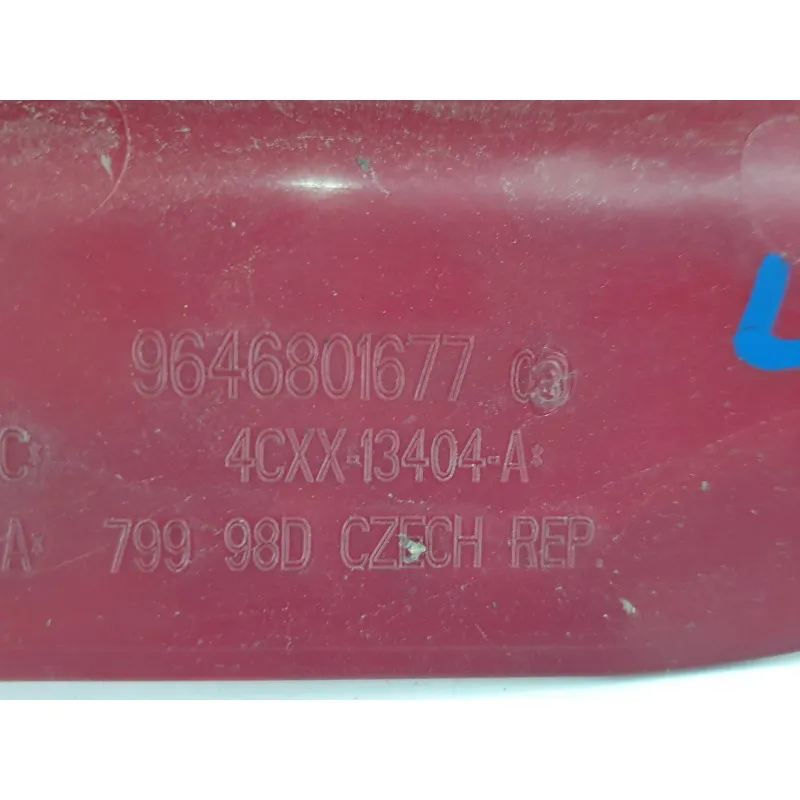 9646801677 C
C* 4CXX-13404-A*
A* 799 98D CZECH REP.